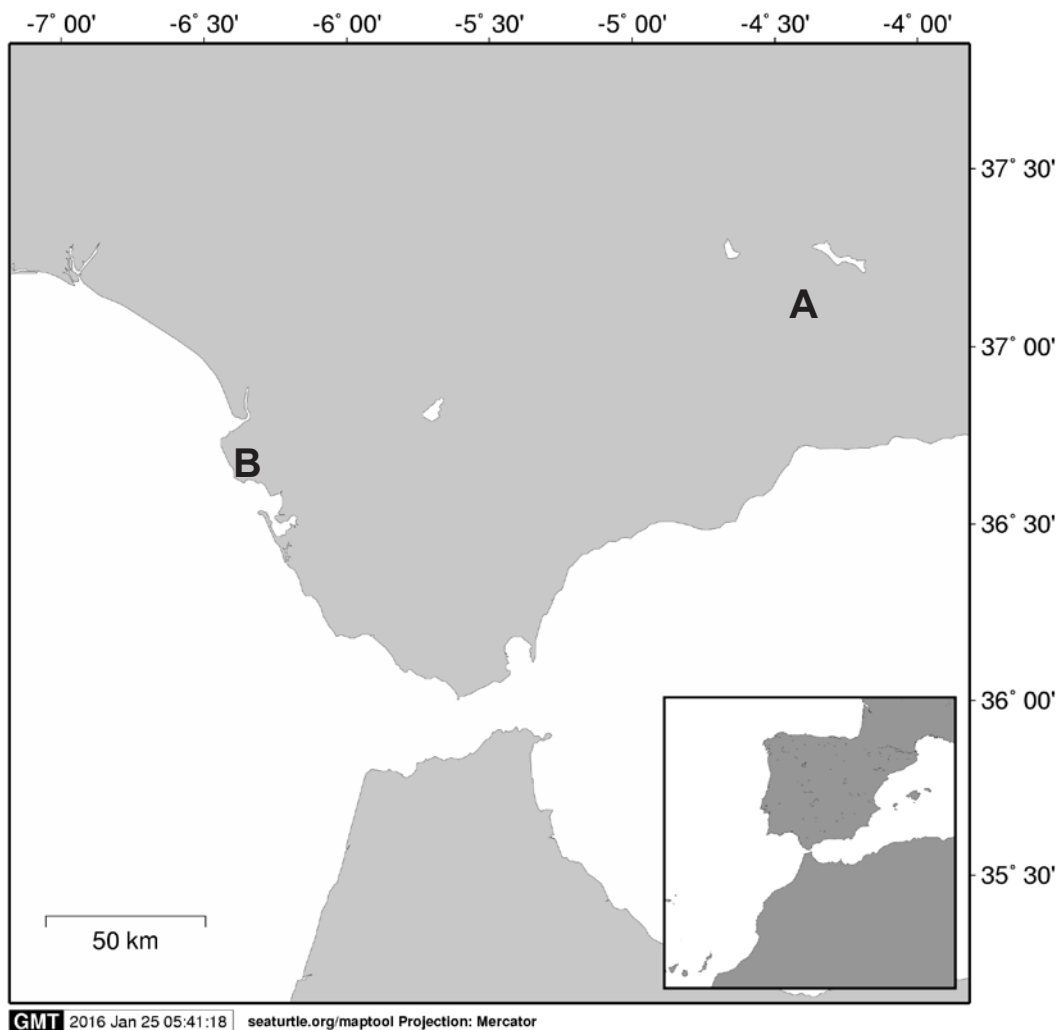 -7˚ 00' -6˚ 30' -6˚ 00' -5˚ 30' -5˚ 00' -4˚ 30' -4˚ 00'
37˚ 30'
A
37˚ 00'
B
36˚ 30'
36˚ 00'
35˚ 30'
50 km
GMT 2016 Jan 25 05:41:18 seaturtle.org/maptool Projection: Mercator